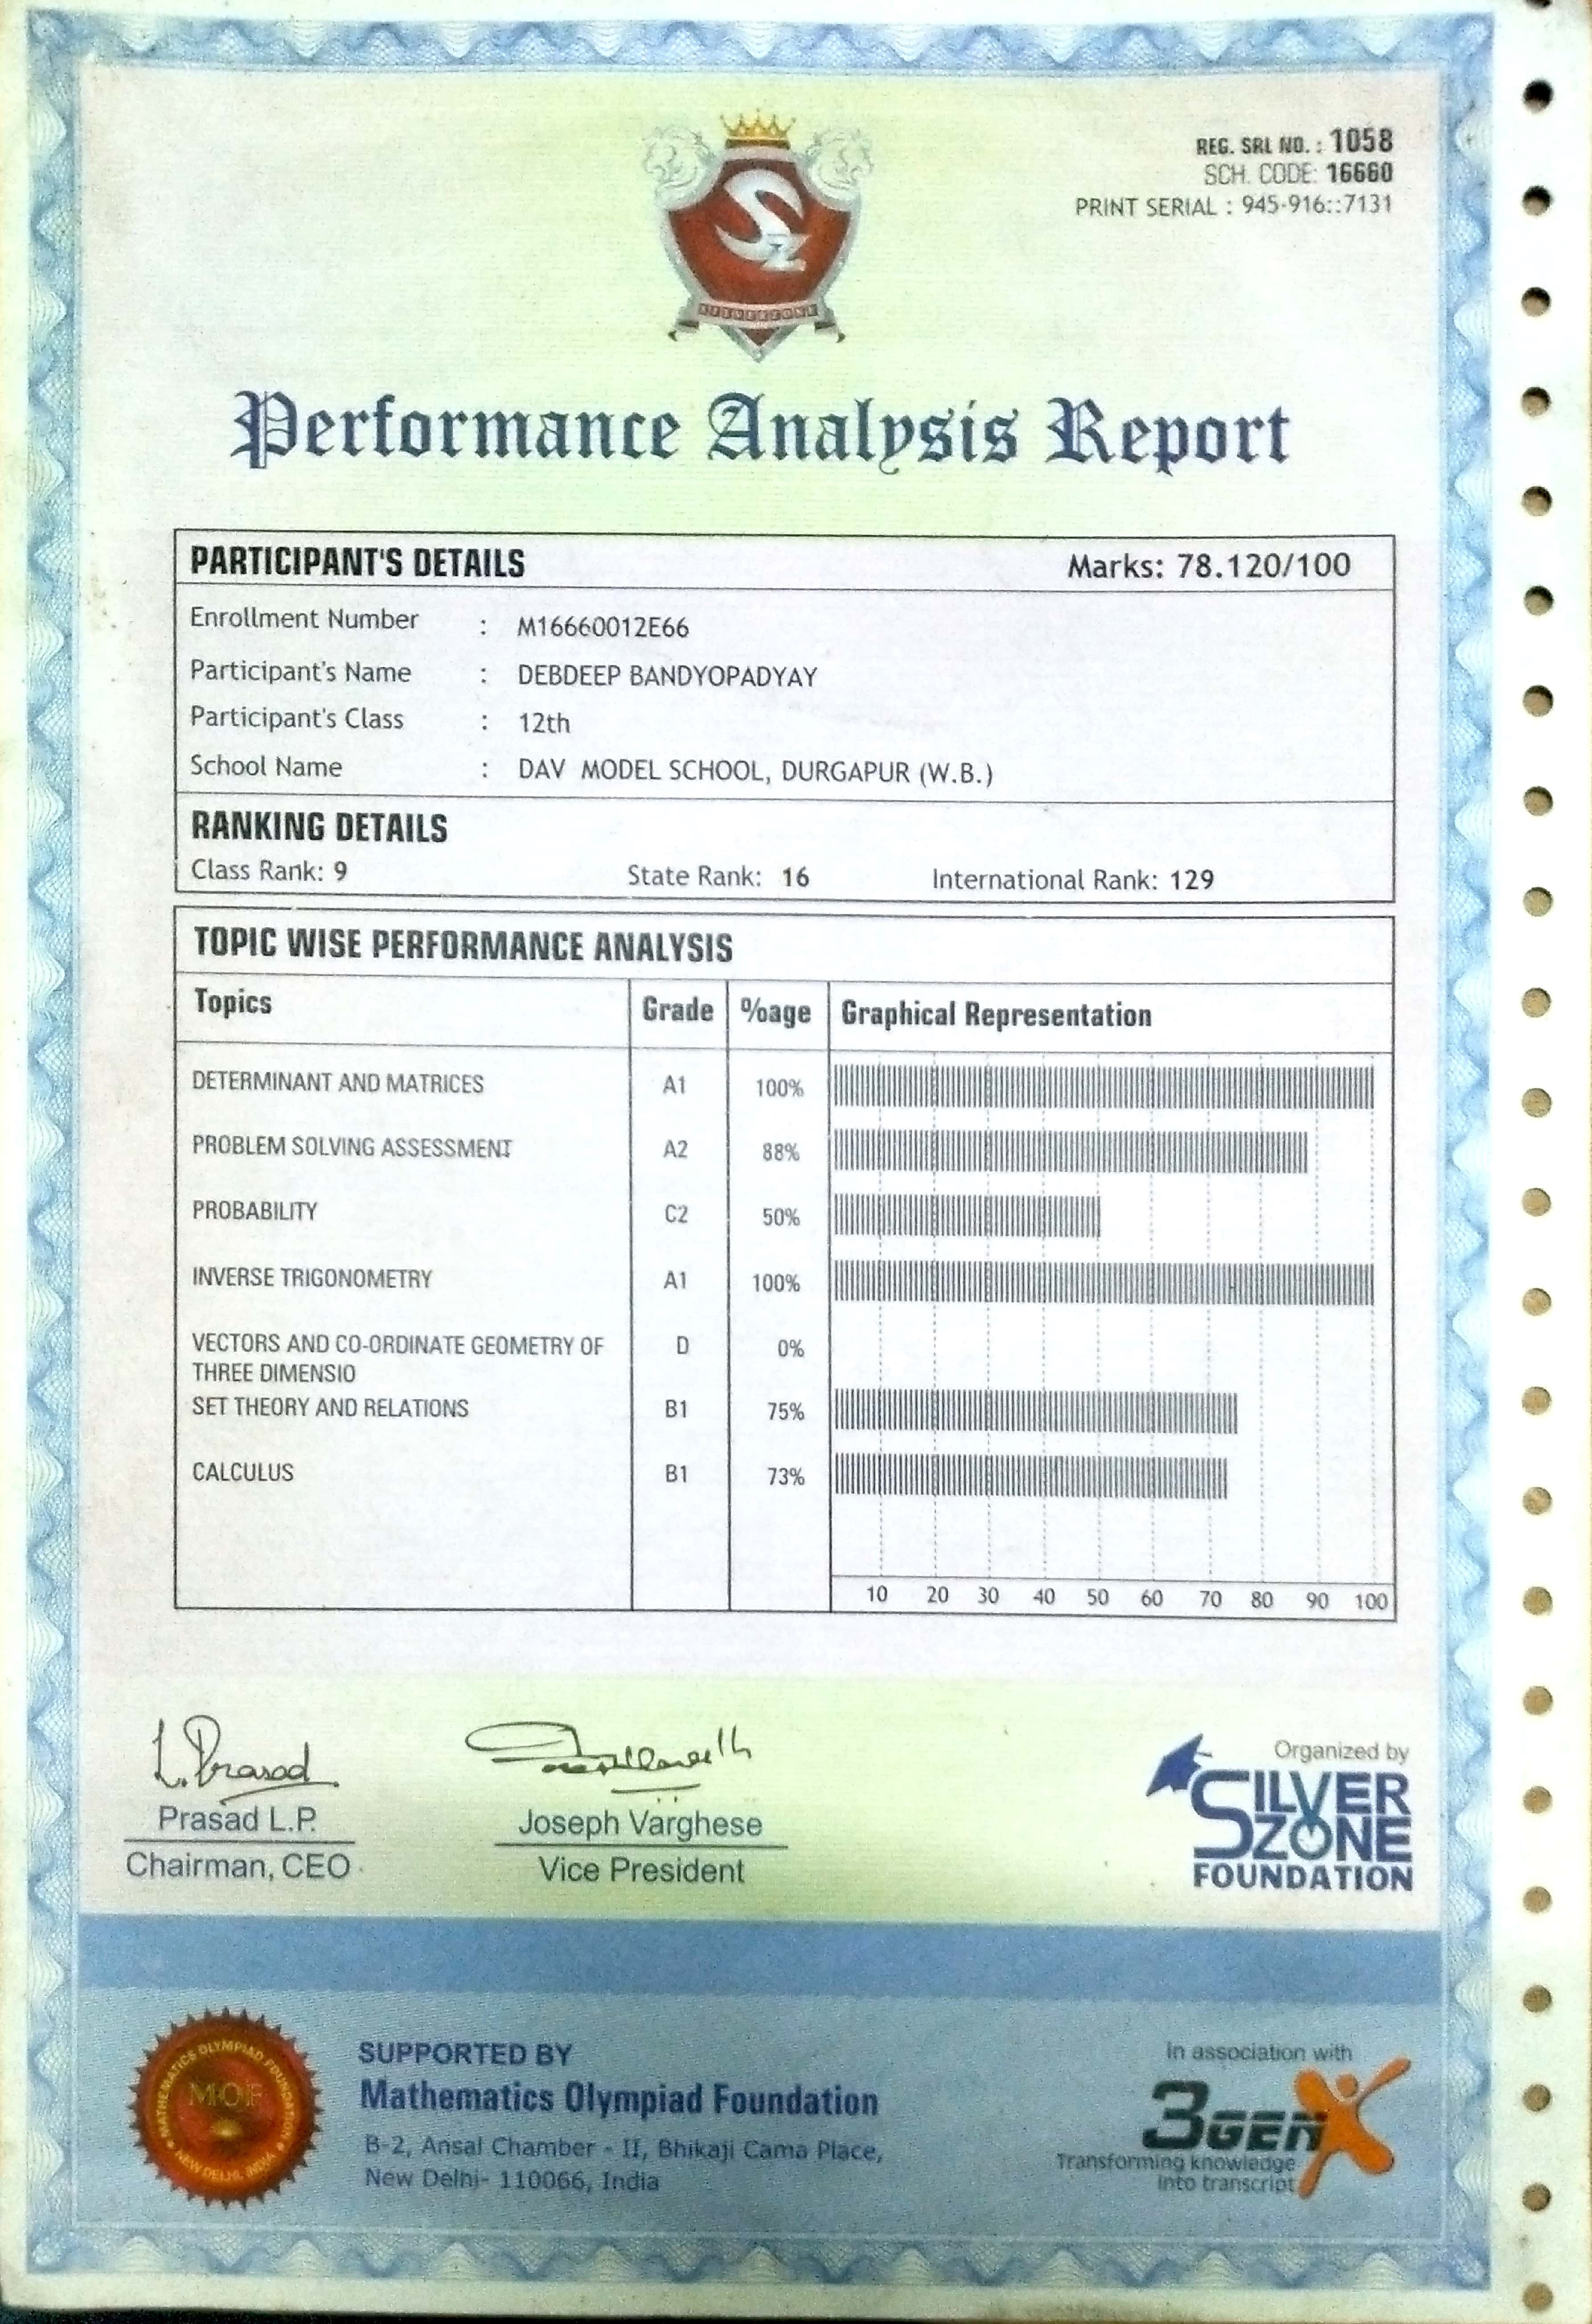 REG. SRL NO. : 1058
SCH. CODE: 16660
PRINT SERIAL : 945-916::7131
SZ
SILVERZONE
Performance Analysis Report
PARTICIPANT'S DETAILS Marks: 78.120/100
Enrollment Number : M16660012E66
Participant's Name : DEBDEEP BANDYOPADYAY
Participant's Class : 12th
School Name : DAV MODEL SCHOOL, DURGAPUR (W.B.)
RANKING DETAILS
Class Rank: 9 State Rank: 16 International Rank: 129
TOPIC WISE PERFORMANCE ANALYSIS
Topics Grade %age Graphical Representation
DETERMINANT AND MATRICES A1 100%
PROBLEM SOLVING ASSESSMENT A2 88%
PROBABILITY C2 50%
INVERSE TRIGONOMETRY A1 100%
VECTORS AND CO-ORDINATE GEOMETRY OF D 0%
THREE DIMENSIO
SET THEORY AND RELATIONS B1 75%
CALCULUS B1 73%
10 20 30 40 50 60 70 80 90 100
L. Prasad
Prasad L.P. Joseph Varghese
Chairman, CEO Vice President
Organized by
SILVER
ZONE
FOUNDATION
MATHEMATICS OLYMPIAD FOUNDATION
MOF
NEW DELHI, INDIA
SUPPORTED BY
Mathematics Olympiad Foundation
B-2, Ansal Chamber - II, Bhikaji Cama Place,
New Delhi- 110066, India
In association with
3GENX
Transforming knowledge
into transcript